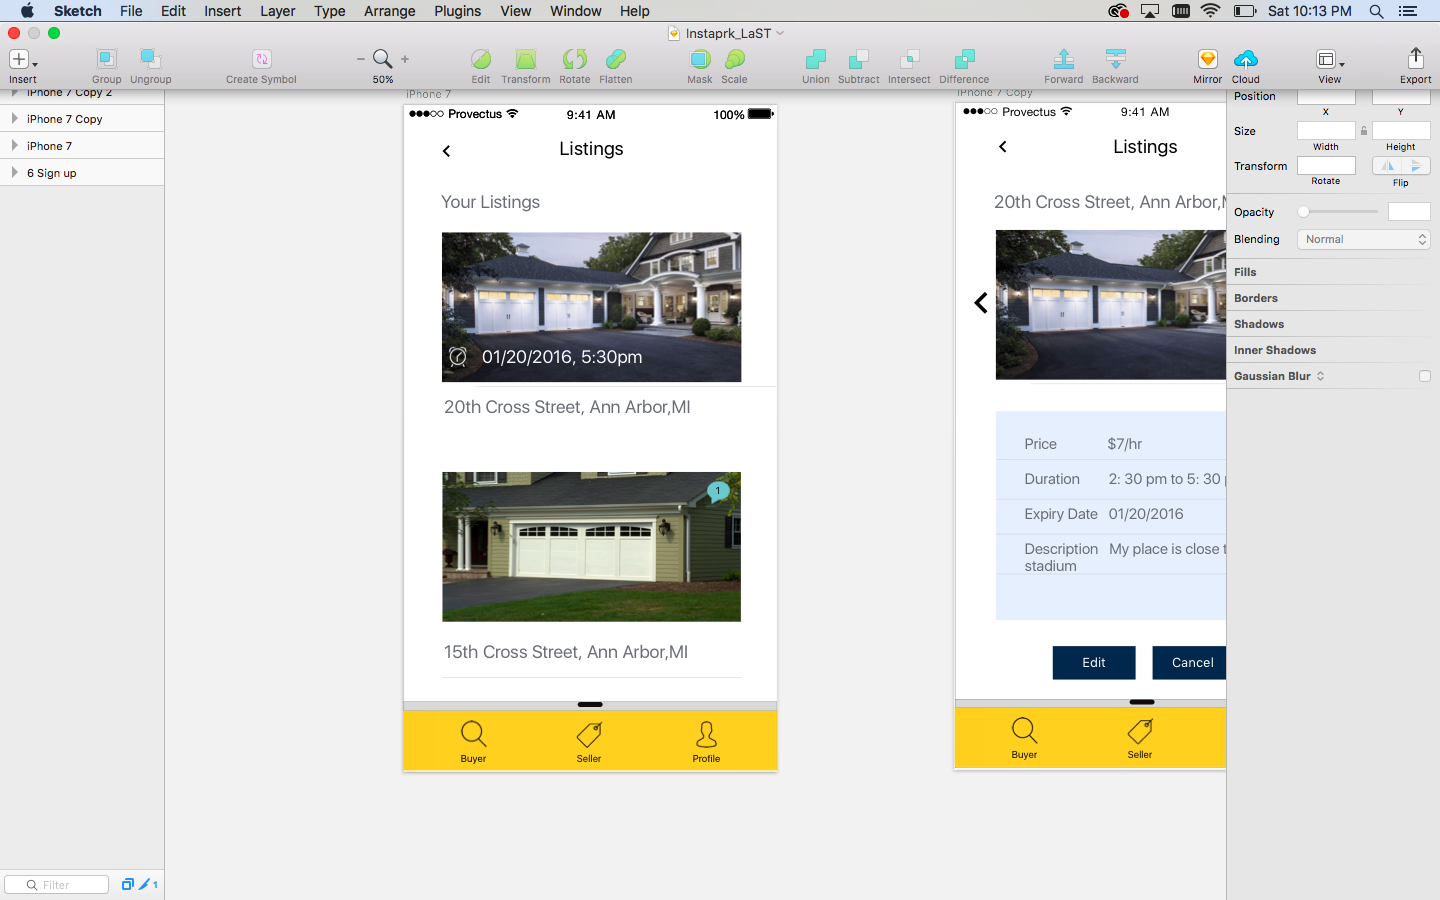 Sketch File Edit Insert Layer Type Arrange Plugins View Window Help Sat 10:13 PM
Instaprk_LaST
Insert Group Ungroup Create Symbol 50% Edit Transform Rotate Flatten Mask Scale Union Subtract Intersect Difference Forward Backward Mirror Cloud View Export
iPhone 7 Copy 2
iPhone 7 Copy
iPhone 7
6 Sign up
Filter
1
iPhone 7
Provectus 9:41 AM 100%
Listings
Your Listings
01/20/2016, 5:30pm
20th Cross Street, Ann Arbor,MI
1
15th Cross Street, Ann Arbor,MI
Buyer Seller Profile
iPhone 7 Copy
Provectus 9:41 AM
Listings
20th Cross Street, Ann Arbor,M
Price $7/hr
Duration 2: 30 pm to 5: 30 p
Expiry Date 01/20/2016
Description My place is close t
stadium
Edit Cancel
Buyer Seller
Position
X Y
Size
Width Height
Transform
Rotate Flip
Opacity
Blending Normal
Fills
Borders
Shadows
Inner Shadows
Gaussian Blur